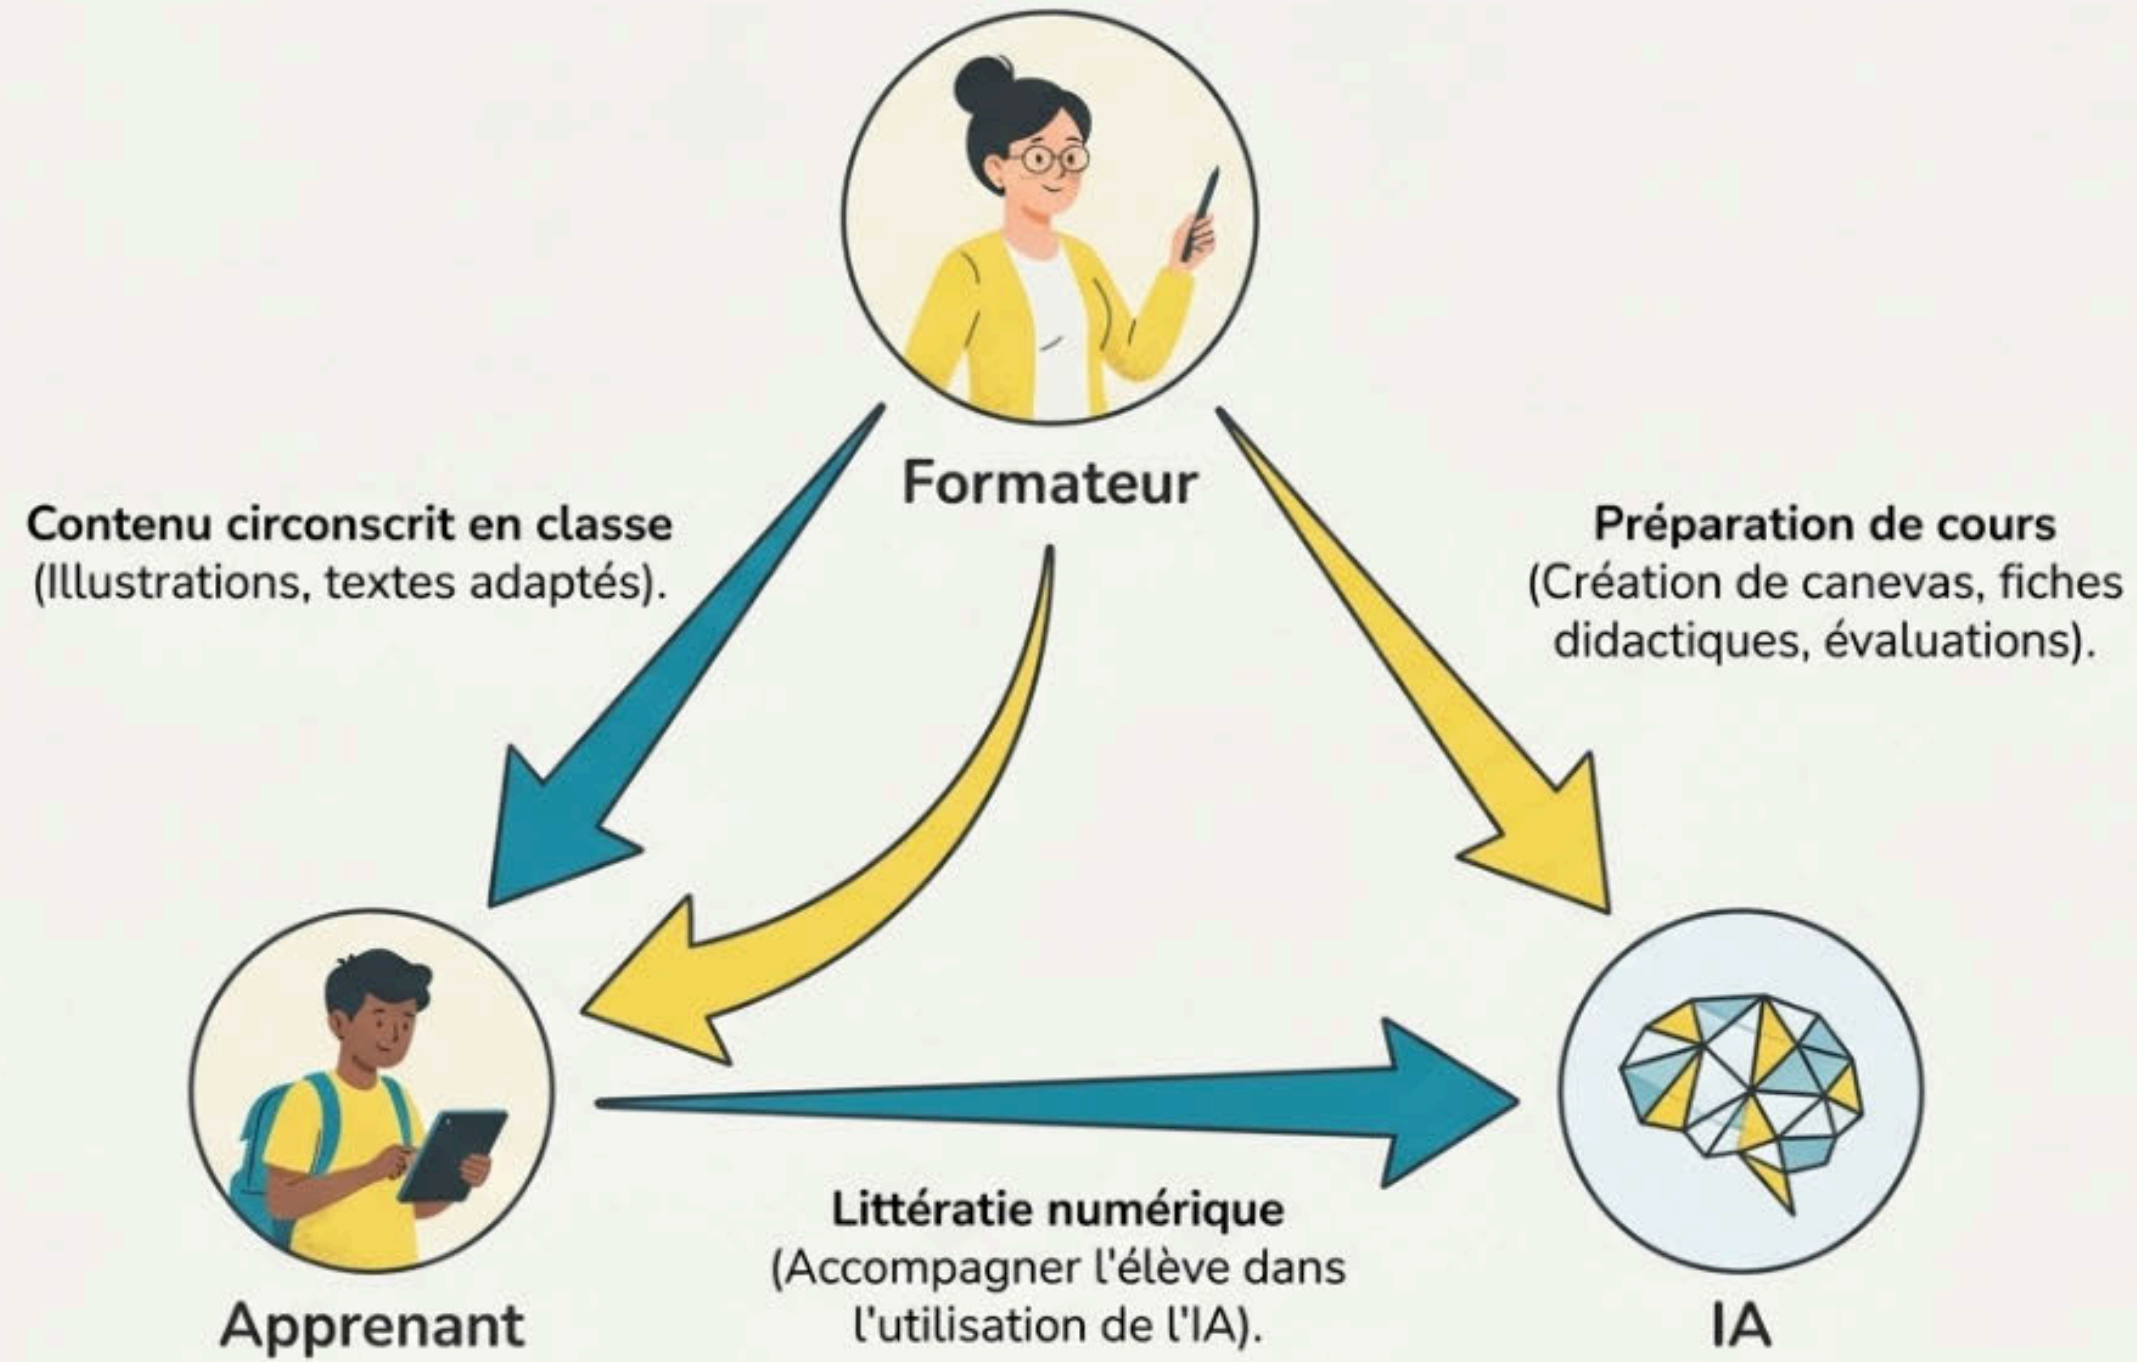 Formateur
Contenu circonscrit en classe
(Illustrations, textes adaptés).
Préparation de cours
(Création de canevas, fiches
didactiques, évaluations).
Littératie numérique
(Accompagner l'élève dans
l'utilisation de l'IA).
Apprenant
IA